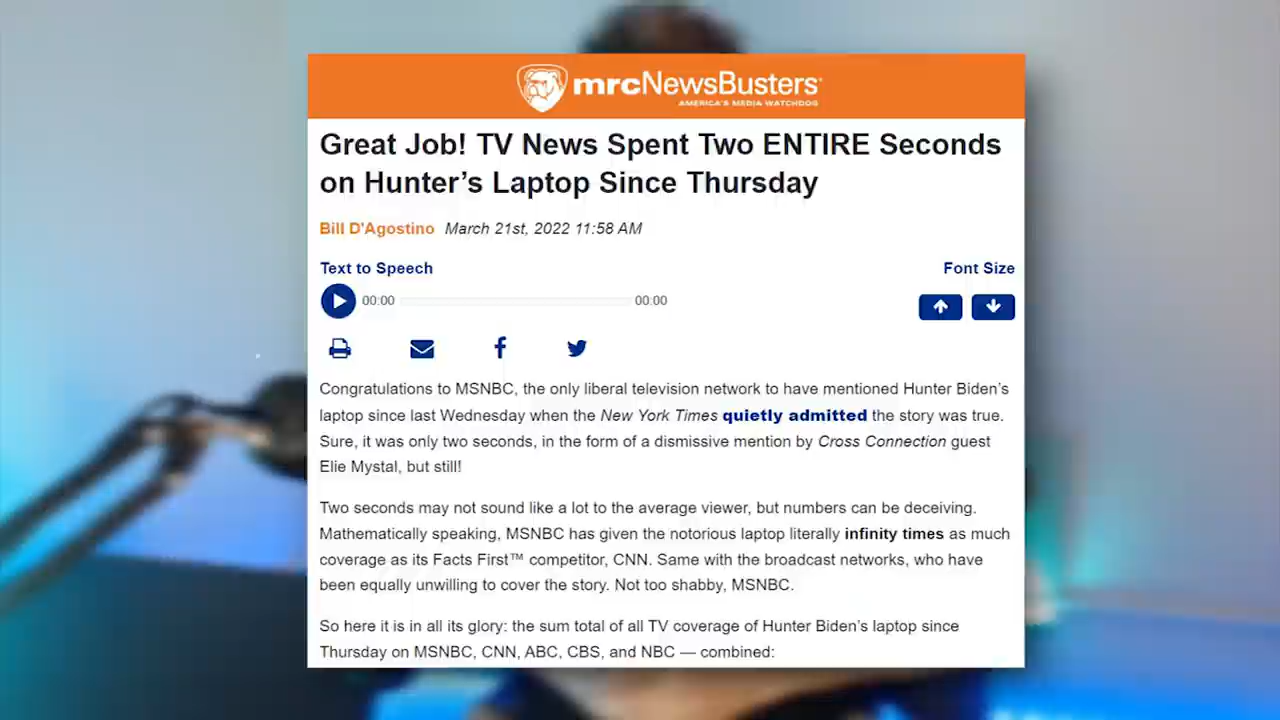 mrcNewsBusters
AMERICA'S MEDIA WATCHDOG
Great Job! TV News Spent Two ENTIRE Seconds
on Hunter's Laptop Since Thursday
Bill D'Agostino March 21st, 2022 11:58 AM
Text to Speech
Font Size
00:00
00:00
Congratulations to MSNBC, the only liberal television network to have mentioned Hunter Biden's
laptop since last Wednesday when the New York Times quietly admitted the story was true.
Sure, it was only two seconds, in the form of a dismissive mention by Cross Connection guest
Elie Mystal, but still!
Two seconds may not sound like a lot to the average viewer, but numbers can be deceiving.
Mathematically speaking, MSNBC has given the notorious laptop literally infinity times as much
coverage as its Facts First™ competitor, CNN. Same with the broadcast networks, who have
been equally unwilling to cover the story. Not too shabby, MSNBC.
So here it is in all its glory: the sum total of all TV coverage of Hunter Biden's laptop since
Thursday on MSNBC, CNN, ABC, CBS, and NBC — combined: